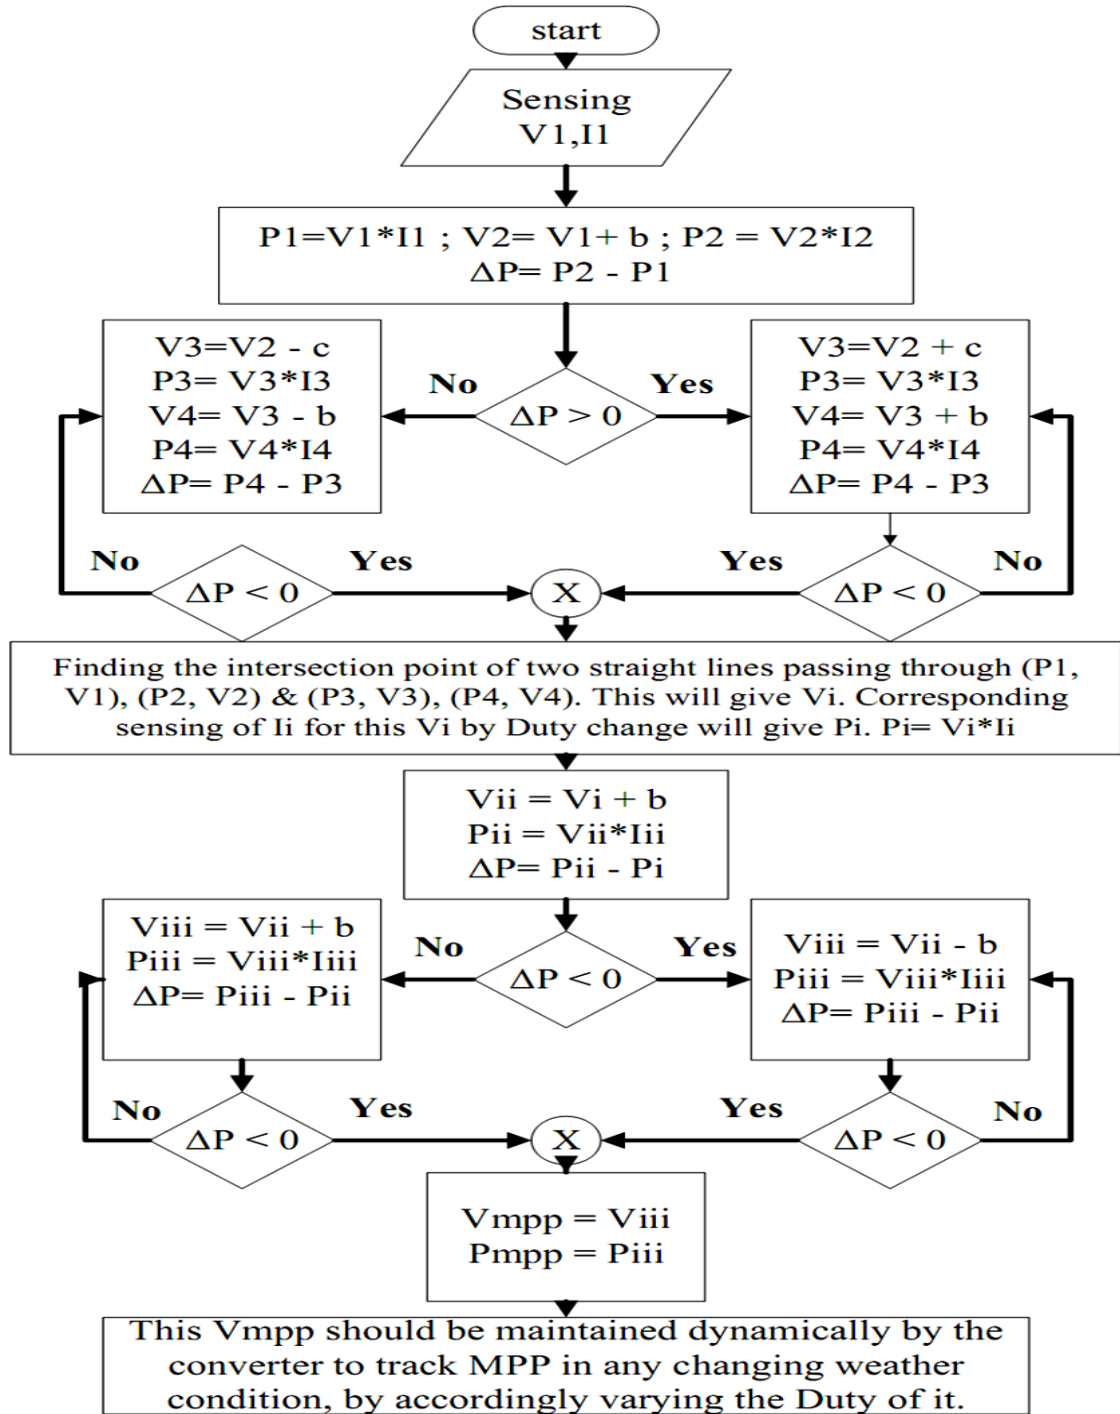 start
Sensing
V1,I1
P1=V1*I1 ; V2= V1+ b ; P2 = V2*I2
ΔP= P2 - P1
V3=V2 - c
P3= V3*I3
V4= V3 - b
P4= V4*I4
ΔP= P4 - P3
No
ΔP > 0
Yes
V3=V2 + c
P3= V3*I3
V4= V3 + b
P4= V4*I4
ΔP= P4 - P3
No
ΔP < 0
Yes
X
Yes
ΔP < 0
No
Finding the intersection point of two straight lines passing through (P1,
V1), (P2, V2) & (P3, V3), (P4, V4). This will give Vi. Corresponding
sensing of Ii for this Vi by Duty change will give Pi. Pi= Vi*Ii
Vii = Vi + b
Pii = Vii*Iii
ΔP= Pii - Pi
Viii = Vii + b
Piii = Viii*Iiii
ΔP= Piii - Pii
No
ΔP < 0
Yes
Viii = Vii - b
Piii = Viii*Iiii
ΔP= Piii - Pii
No
ΔP < 0
Yes
X
Yes
ΔP < 0
No
Vmpp = Viii
Pmpp = Piii
This Vmpp should be maintained dynamically by the
converter to track MPP in any changing weather
condition, by accordingly varying the Duty of it.